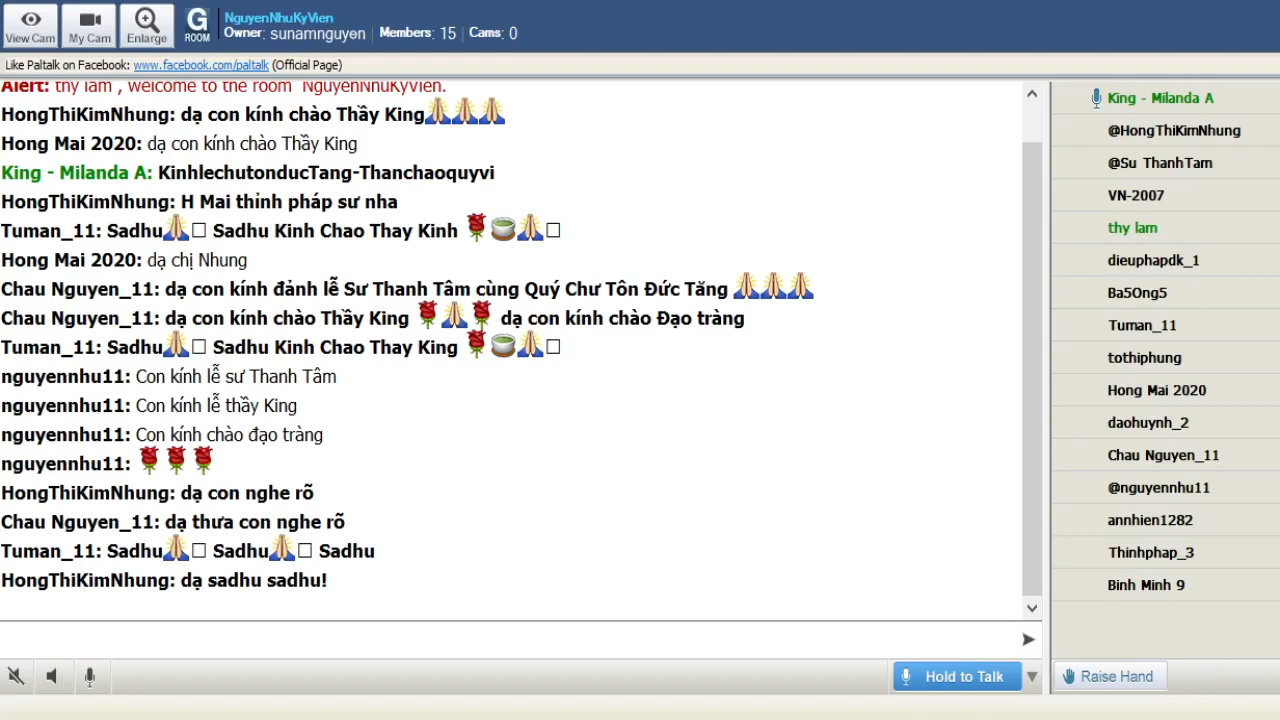 View Cam
My Cam
Enlarge
G
ROOM
NguyenNhuKyVien
Owner: sunamnguyen | Members: 15 | Cams: 0
Like Paltalk on Facebook: www.facebook.com/paltalk (Official Page)
Alert: thy lam , welcome to the room NguyenNhuKyVien.
HongThiKimNhung: dạ con kính chào Thầy King🙏🙏🙏
Hong Mai 2020: dạ con kính chào Thầy King
King - Milanda A: KinhlechutonducTang-Thanchaoquyvi
HongThiKimNhung: H Mai thỉnh pháp sư nha
Tuman_11: Sadhu🙏□ Sadhu Kinh Chao Thay Kinh 🌹🍵🙏□
Hong Mai 2020: dạ chị Nhung
Chau Nguyen_11: dạ con kính đảnh lễ Sư Thanh Tâm cùng Quý Chư Tôn Đức Tăng 🙏🙏🙏
Chau Nguyen_11: dạ con kính chào Thầy King 🌹🙏🌹 dạ con kính chào Đạo tràng
Tuman_11: Sadhu🙏□ Sadhu Kinh Chao Thay King 🌹🍵🙏□
nguyennhu11: Con kính lễ sư Thanh Tâm
nguyennhu11: Con kính lễ thầy King
nguyennhu11: Con kính chào đạo tràng
nguyennhu11: 🌹🌹🌹
HongThiKimNhung: dạ con nghe rõ
Chau Nguyen_11: dạ thưa con nghe rõ
Tuman_11: Sadhu🙏□ Sadhu🙏□ Sadhu
HongThiKimNhung: dạ sadhu sadhu!
Hold to Talk
King - Milanda A
@HongThiKimNhung
@Su ThanhTam
VN-2007
thy lam
dieuphapdk_1
Ba5Ong5
Tuman_11
tothiphung
Hong Mai 2020
daohuynh_2
Chau Nguyen_11
@nguyennhu11
annhien1282
Thinhphap_3
Binh Minh 9
Raise Hand